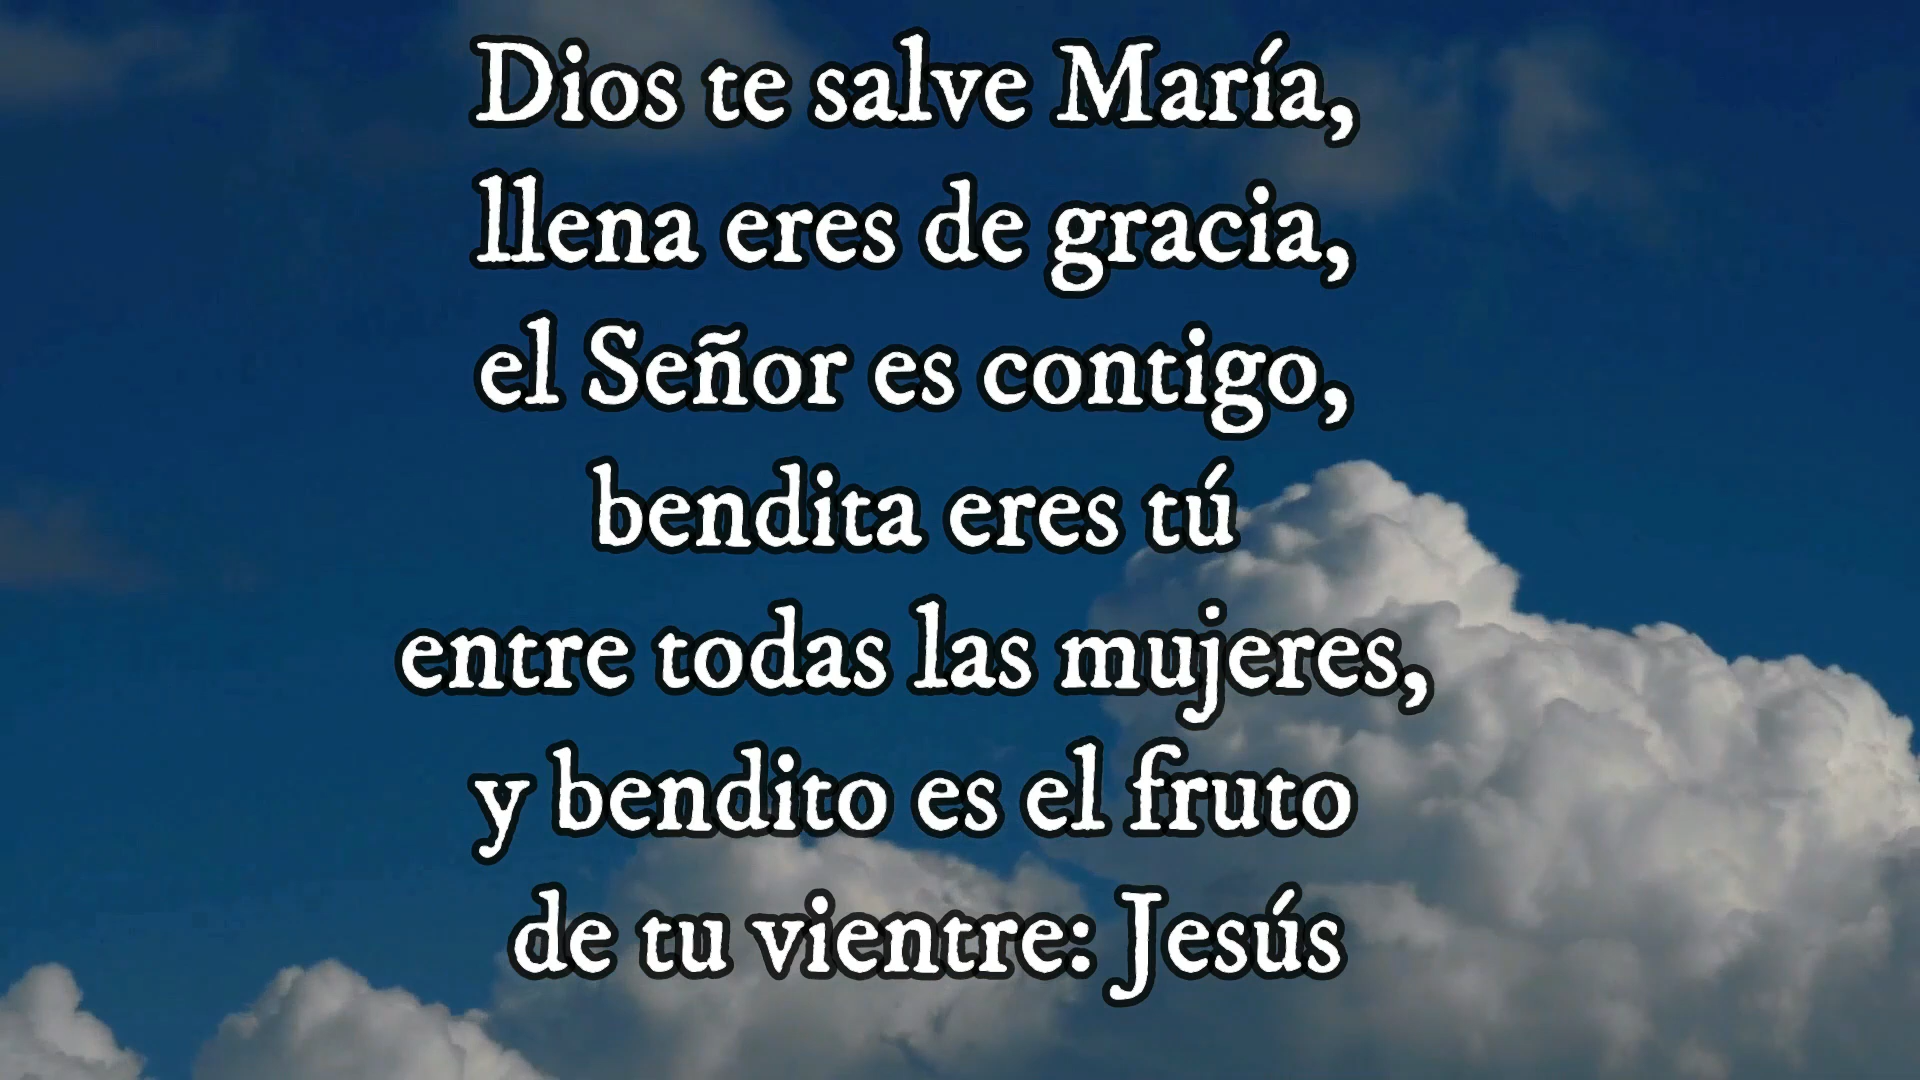 Dios te salve María,
llena eres de gracia,
el Señor es contigo,
bendita eres tú
entre todas las mujeres,
y bendito es el fruto
de tu vientre: Jesús